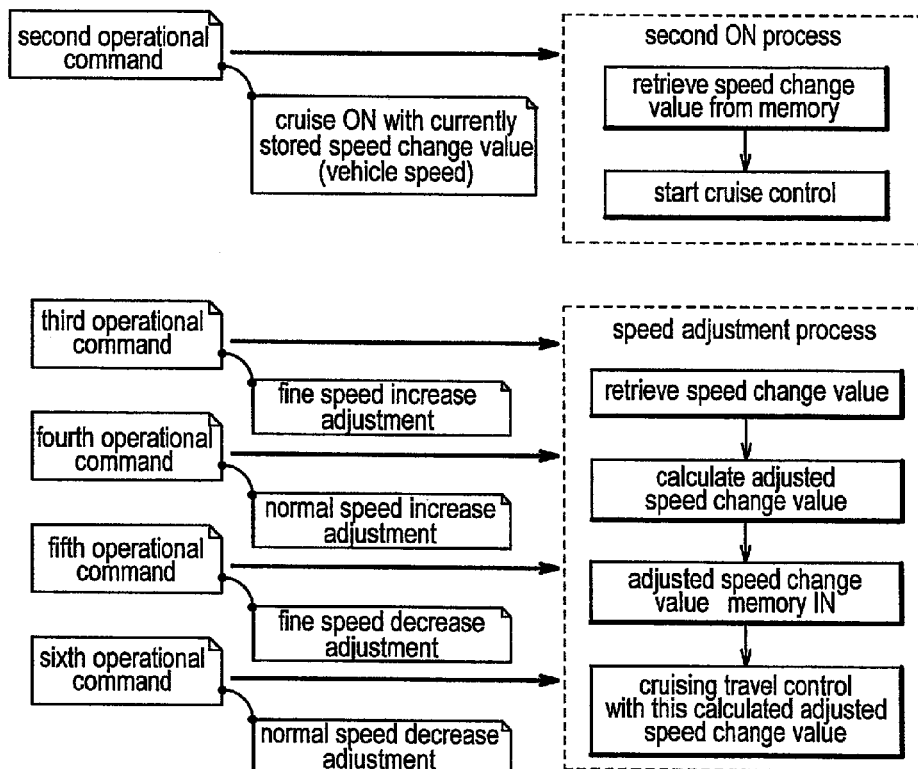 second operational
command
cruise ON with currently
stored speed change value
(vehicle speed)
second ON process
retrieve speed change
value from memory
start cruise control
third operational
command
fine speed increase
adjustment
fourth operational
command
normal speed increase
adjustment
fifth operational
command
fine speed decrease
adjustment
sixth operational
command
normal speed decrease
adjustment
speed adjustment process
retrieve speed change value
calculate adjusted
speed change value
adjusted speed change
value memory IN
cruising travel control
with this calculated adjusted
speed change value